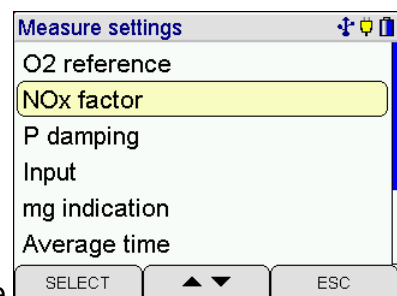 Measure settings
O2 reference
NOx factor
P damping
Input
mg indication
Average time
SELECT ESC